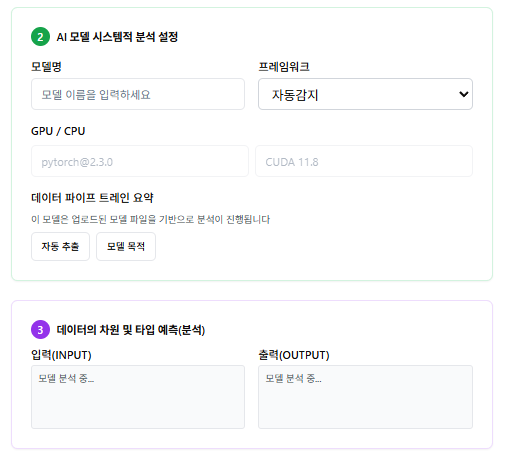 2 AI 모델 시스템적 분석 설정
모델명 프레임워크
모델 이름을 입력하세요 자동감지
GPU / CPU
pytorch@2.3.0 CUDA 11.8
데이터 파이프 트레인 요약
이 모델은 업로드된 모델 파일을 기반으로 분석이 진행됩니다
자동 추출 모델 목적
3 데이터의 차원 및 타입 예측(분석)
입력(INPUT) 출력(OUTPUT)
모델 분석 중... 모델 분석 중...